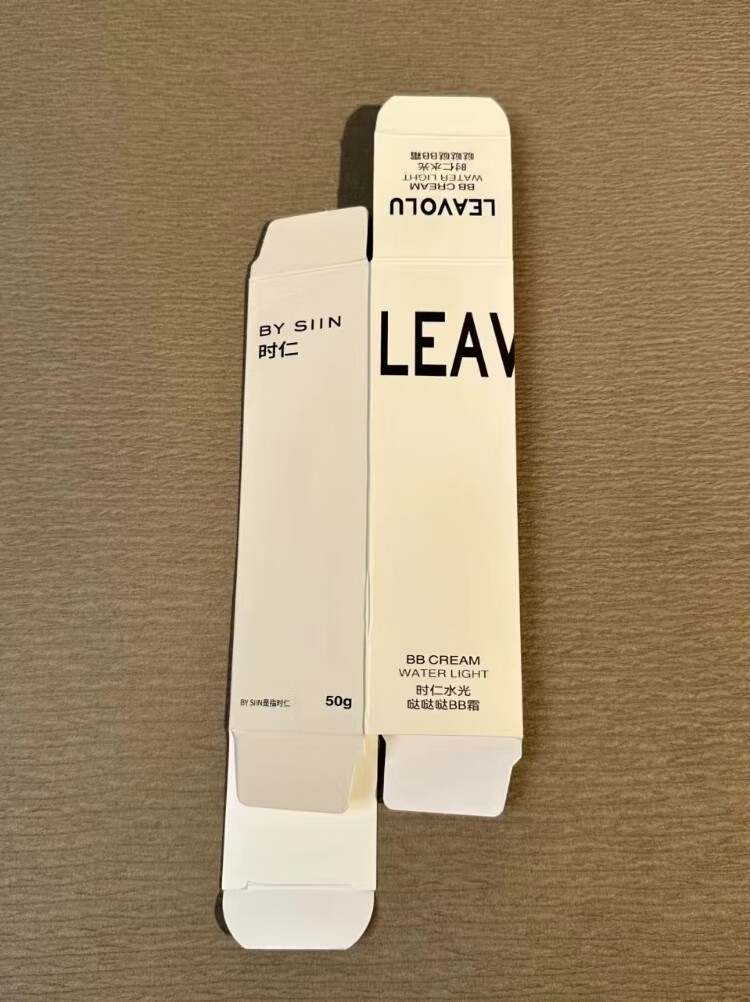 哒哒哒BB霜
时仁水光
WATER LIGHT
BB CREAM
LEAVOLU
BY SIIN
时仁
LEAV
BB CREAM
WATER LIGHT
时仁水光
哒哒哒BB霜
BY SIIN是指时仁
50g